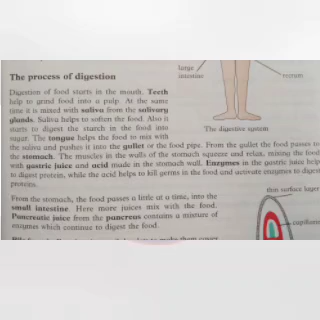 large
intestine
rectum
The process of digestion
Digestion of food starts in the mouth. Teeth
help to grind food into a pulp. At the same
time it is mixed with saliva from the salivary
glands. Saliva helps to soften the food. Also it
starts to digest the starch in the food into
sugar. The tongue helps the food to mix with
The digestive system
the saliva and pushes it into the gullet or the food pipe. From the gullet the food passes to
the stomach. The muscles in the walls of the stomach squeeze and relax, mixing the food
with gastric juice and acid made in the stomach wall. Enzymes in the gastric juice help
to digest protein, while the acid helps to kill germs in the food and activate enzymes to digest
proteins.
thin surface layer
From the stomach, the food passes a little at a time, into the
small intestine. Here more juices mix with the food.
Pancreatic juice from the pancreas contains a mixture of
enzymes which continue to digest the food.
capillaries